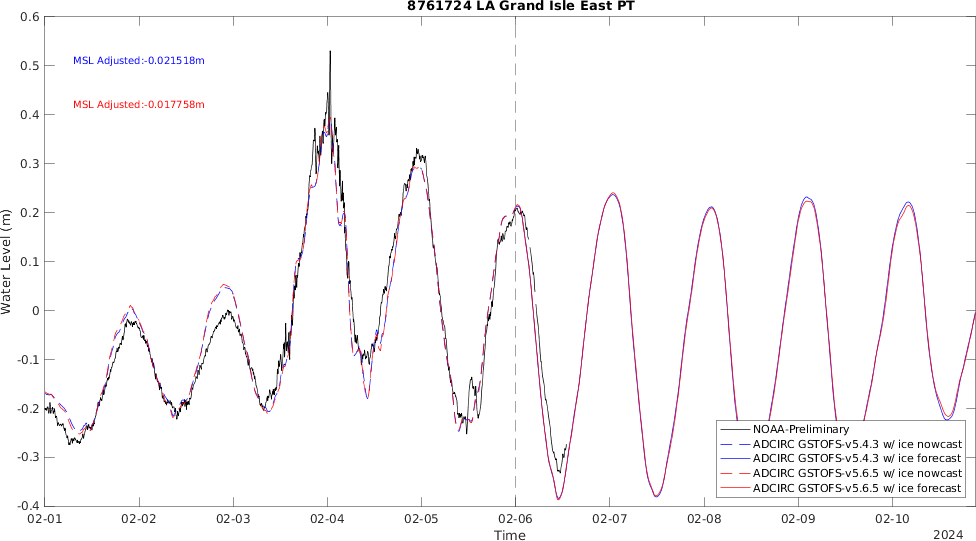 8761724 LA Grand Isle East PT
MSL Adjusted:-0.021518m
MSL Adjusted:-0.017758m
Water Level (m)
0.6
0.5
0.4
0.3
0.2
0.1
0
-0.1
-0.2
-0.3
-0.4
NOAA-Preliminary
ADCIRC GSTOFS-v5.4.3 w/ ice nowcast
ADCIRC GSTOFS-v5.4.3 w/ ice forecast
ADCIRC GSTOFS-v5.6.5 w/ ice nowcast
ADCIRC GSTOFS-v5.6.5 w/ ice forecast
02-01 02-02 02-03 02-04 02-05 02-06 02-07 02-08 02-09 02-10
Time
2024